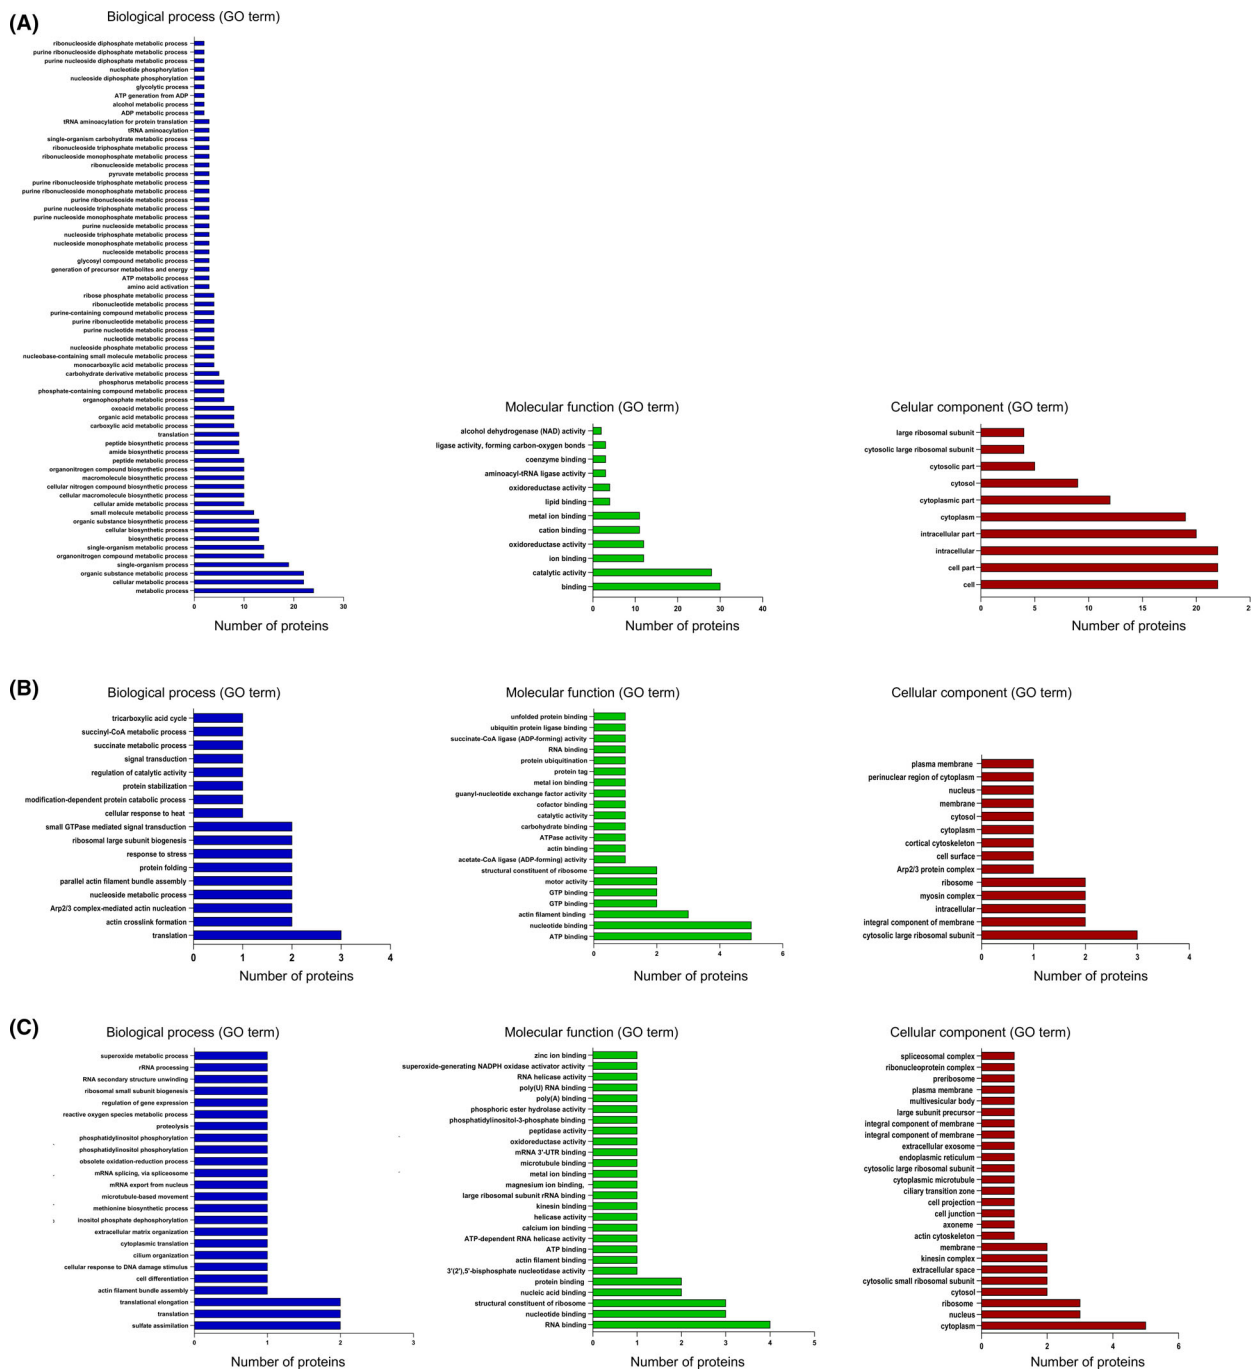 (A)
Biological process (GO term)
ribonucleoside diphosphate metabolic process
purine ribonucleoside diphosphate metabolic process
purine nucleoside diphosphate metabolic process
nucleotide phosphorylation
nucleoside diphosphate phosphorylation
glycolytic process
ATP generation from ADP
alcohol metabolic process
ADP metabolic process
tRNA aminoacylation for protein translation
tRNA aminoacylation
single-organism carbohydrate metabolic process
ribonucleoside triphosphate metabolic process
ribonucleoside monophosphate metabolic process
ribonucleoside metabolic process
pyruvate metabolic process
purine ribonucleoside triphosphate metabolic process
purine ribonucleoside monophosphate metabolic process
purine ribonucleoside metabolic process
purine nucleoside triphosphate metabolic process
purine nucleoside monophosphate metabolic process
purine nucleoside metabolic process
nucleoside triphosphate metabolic process
nucleoside monophosphate metabolic process
nucleoside metabolic process
glycosyl compound metabolic process
generation of precursor metabolites and energy
ATP metabolic process
amino acid activation
ribose phosphate metabolic process
ribonucleotide metabolic process
purine-containing compound metabolic process
purine ribonucleotide metabolic process
purine nucleotide metabolic process
nucleotide metabolic process
nucleoside phosphate metabolic process
nucleobase-containing small molecule metabolic process
monocarboxylic acid metabolic process
carbohydrate derivative metabolic process
phosphorus metabolic process
phosphate-containing compound metabolic process
organophosphate metabolic process
oxoacid metabolic process
organic acid metabolic process
carboxylic acid metabolic process
translation
peptide biosynthetic process
amide biosynthetic process
peptide metabolic process
organonitrogen compound biosynthetic process
macromolecule biosynthetic process
cellular nitrogen compound biosynthetic process
cellular macromolecule biosynthetic process
cellular amide metabolic process
small molecule metabolic process
organic substance biosynthetic process
cellular biosynthetic process
biosynthetic process
single-organism metabolic process
organonitrogen compound metabolic process
single-organism process
organic substance metabolic process
cellular metabolic process
metabolic process
0 10 20 30
Number of proteins
Molecular function (GO term)
alcohol dehydrogenase (NAD) activity
ligase activity, forming carbon-oxygen bonds
coenzyme binding
aminoacyl-tRNA ligase activity
oxidoreductase activity
lipid binding
metal ion binding
cation binding
oxidoreductase activity
ion binding
catalytic activity
binding
0 10 20 30 40
Number of proteins
Celular component (GO term)
large ribosomal subunit
cytosolic large ribosomal subunit
cytosolic part
cytosol
cytoplasmic part
cytoplasm
intracellular part
intracellular
cell part
cell
0 5 10 15 20 2
Number of proteins
(B)
Biological process (GO term)
tricarboxylic acid cycle
succinyl-CoA metabolic process
succinate metabolic process
signal transduction
regulation of catalytic activity
protein stabilization
modification-dependent protein catabolic process
cellular response to heat
small GTPase mediated signal transduction
ribosomal large subunit biogenesis
response to stress
protein folding
parallel actin filament bundle assembly
nucleoside metabolic process
Arp2/3 complex-mediated actin nucleation
actin crosslink formation
translation
0 1 2 3 4
Number of proteins
Molecular function (GO term)
unfolded protein binding
ubiquitin protein ligase binding
succinate-CoA ligase (ADP-forming) activity
RNA binding
protein ubiquitination
protein tag
metal ion binding
guanyl-nucleotide exchange factor activity
cofactor binding
catalytic activity
carbohydrate binding
ATPase activity
actin binding
acetate-CoA ligase (ADP-forming) activity
structural constituent of ribosome
motor activity
GTP binding
GTP binding
actin filament binding
nucleotide binding
ATP binding
0 2 4 6
Number of proteins
Cellular component (GO term)
plasma membrane
perinuclear region of cytoplasm
nucleus
membrane
cytosol
cytoplasm
cortical cytoskeleton
cell surface
Arp2/3 protein complex
ribosome
myosin complex
intracellular
integral component of membrane
cytosolic large ribosomal subunit
0 1 2 3 4
Number of proteins
(C)
Biological process (GO term)
superoxide metabolic process
rRNA processing
RNA secondary structure unwinding
ribosomal small subunit biogenesis
regulation of gene expression
reactive oxygen species metabolic process
proteolysis
phosphatidylinositol phosphorylation
phosphatidylinositol phosphorylation
obsolete oxidation-reduction process
mRNA splicing, via spliceosome
mRNA export from nucleus
microtubule-based movement
methionine biosynthetic process
inositol phosphate dephosphorylation
extracellular matrix organization
cytoplasmic translation
cilium organization
cellular response to DNA damage stimulus
cell differentiation
actin filament bundle assembly
translational elongation
translation
sulfate assimilation
0 1 2 3
Number of proteins
Molecular function (GO term)
zinc ion binding
superoxide-generating NADPH oxidase activator activity
RNA helicase activity
poly(U) RNA binding
poly(A) binding
phosphoric ester hydrolase activity
phosphatidylinositol-3-phosphate binding
peptidase activity
oxidoreductase activity
mRNA 3'-UTR binding
microtubule binding
metal ion binding
magnesium ion binding,
large ribosomal subunit rRNA binding
kinesin binding
helicase activity
calcium ion binding
ATP-dependent RNA helicase activity
ATP binding
actin filament binding
3'(2'),5'-bisphosphate nucleotidase activity
protein binding
nucleic acid binding
structural constituent of ribosome
nucleotide binding
RNA binding
0 1 2 3 4 5
Number of proteins
Cellular component (GO term)
spliceosomal complex
ribonucleoprotein complex
preribosome
plasma membrane
multivesicular body
large subunit precursor
integral component of membrane
integral component of membrane
extracellular exosome
endoplasmic reticulum
cytosolic large ribosomal subunit
cytoplasmic microtubule
ciliary transition zone
cell projection
cell junction
axoneme
actin cytoskeleton
membrane
kinesin complex
extracellular space
cytosolic small ribosomal subunit
cytosol
ribosome
nucleus
cytoplasm
0 2 4 6
Number of proteins